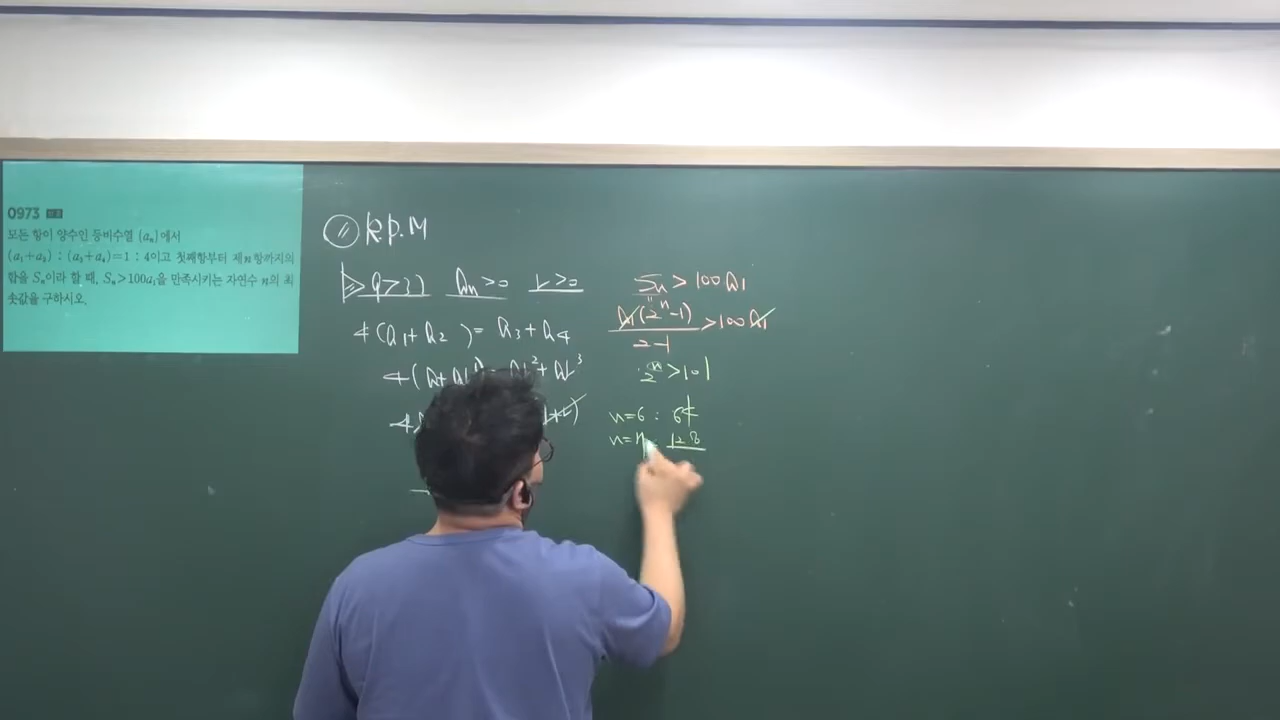 0973
모든 항이 양수인 등비수열 {aₙ}에서
(a₁+a₂) : (a₃+a₄)=1 : 4이고 첫째항부터 제n항까지의
합을 Sₙ이라 할 때, Sₙ>100a₁을 만족시키는 자연수 n의 최
솟값을 구하시오.
R.P.M
973) aₙ>0 r>0
4(a₁+a₂)= a₃+a₄
4(a+ar)= ar²+ar³
4
Sₙ > 100a₁
a₁(2ⁿ-1)/2-1 >100a₁
2ⁿ>101
n=6 : 64
n=7 : 128